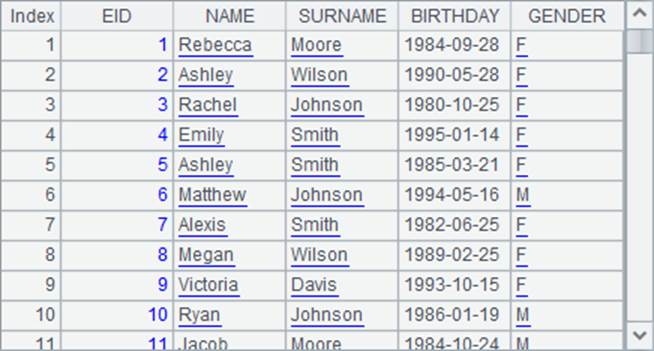 Index EID NAME SURNAME BIRTHDAY GENDER
1 1 Rebecca Moore 1984-09-28 F
2 2 Ashley Wilson 1990-05-28 F
3 3 Rachel Johnson 1980-10-25 F
4 4 Emily Smith 1995-01-14 F
5 5 Ashley Smith 1985-03-21 F
6 6 Matthew Johnson 1994-05-16 M
7 7 Alexis Smith 1982-06-25 F
8 8 Megan Wilson 1989-02-25 F
9 9 Victoria Davis 1993-10-15 F
10 10 Ryan Johnson 1986-01-19 M
11 11 Jacob Moore 1984-10-24 M